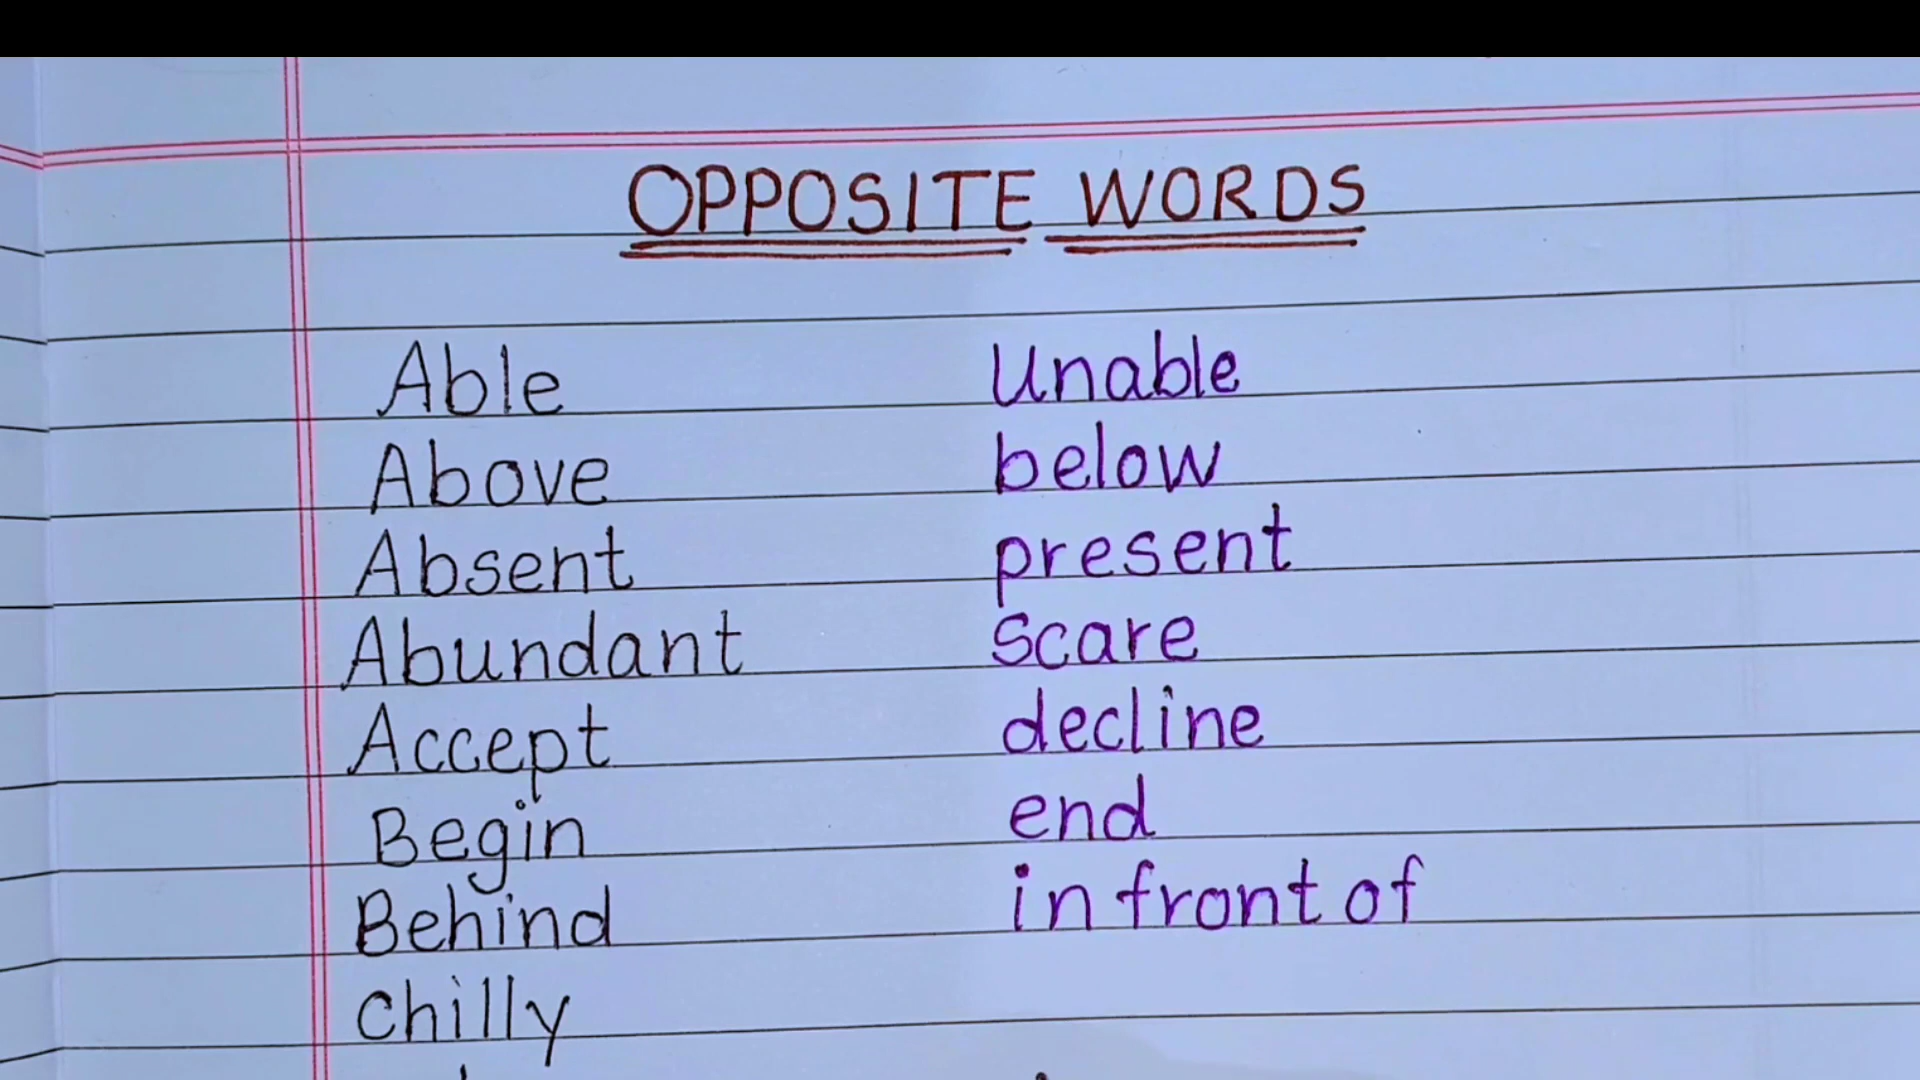 OPPOSITE WORDS
Able Unable
Above below
Absent present
Abundant scare
Accept decline
Begin end
Behind in front of
Chilly